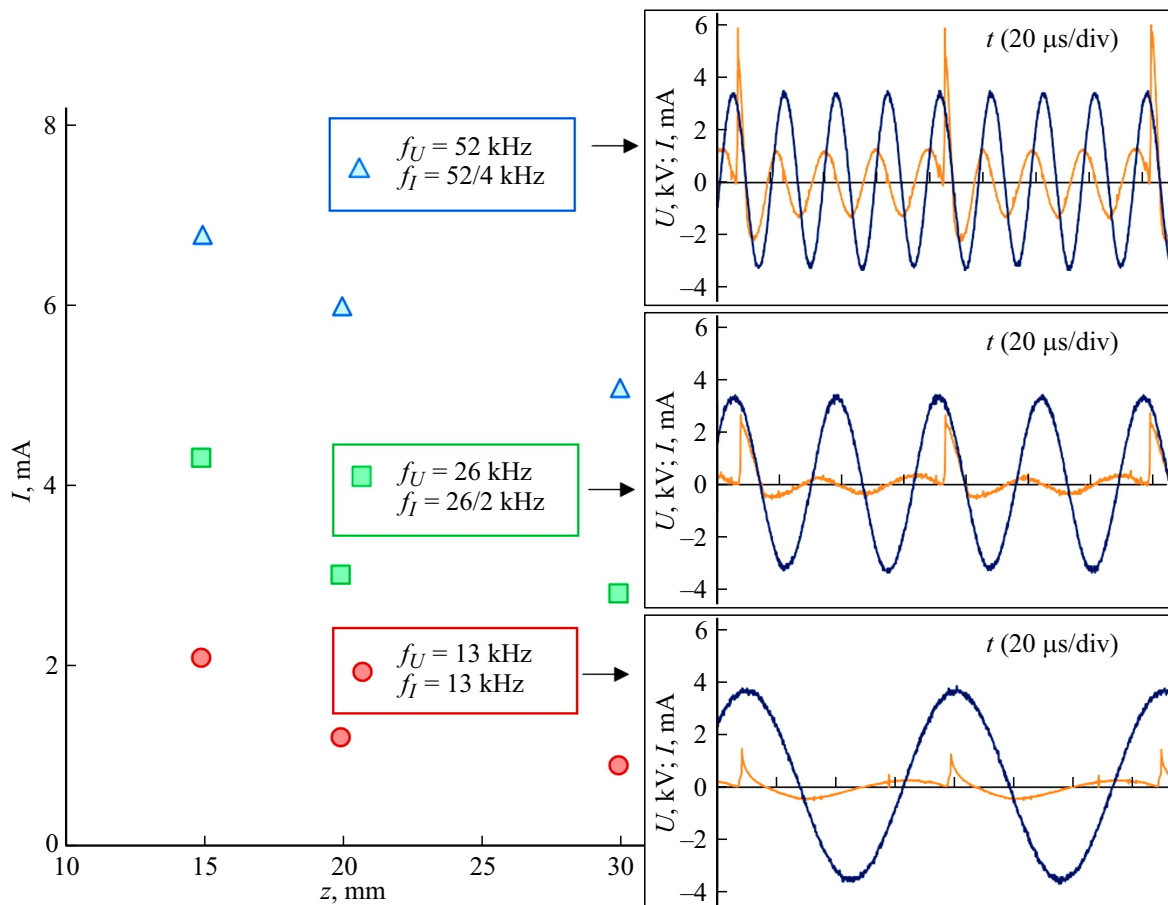 8
6
4
2
0
I, mA
10
15
20
25
30
z, mm
f_U = 52 kHz
f_I = 52/4 kHz
f_U = 26 kHz
f_I = 26/2 kHz
f_U = 13 kHz
f_I = 13 kHz
t (20 μs/div)
U, kV; I, mA
6
4
2
0
–2
–4
t (20 μs/div)
U, kV; I, mA
6
4
2
0
–2
–4
t (20 μs/div)
U, kV; I, mA
6
4
2
0
–2
–4